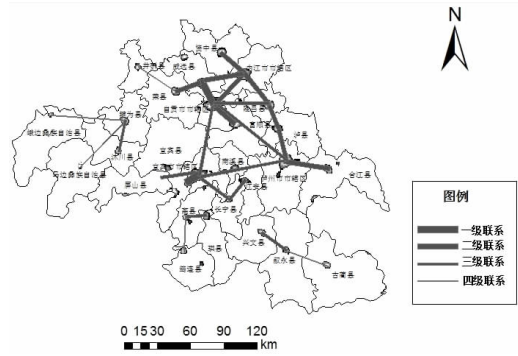 N
资中县
井研县
威远县
内江市市辖区
荣县
自贡市市辖区
隆昌县
犍为县
富顺县
峨边彝族自治县
泸县
沐川县
宜宾县
马边彝族自治县
南溪县
屏山县
泸州市市辖区
合江县
江安县
长宁县
高县
兴文县
珙县
叙永县
筠连县
古蔺县
图例
一级联系
二级联系
三级联系
四级联系
0 15 30 60 90 120
km